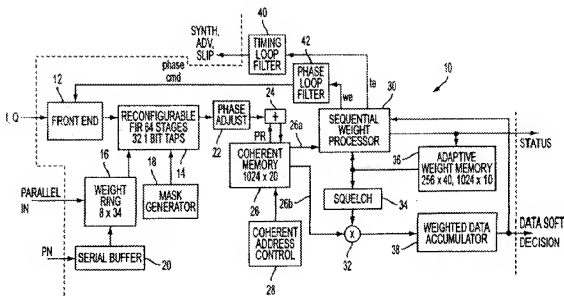 SYNTH,
ADV,
SLIP
40
TIMING
LOOP
FILTER
42
PHASE
LOOP
FILTER
phase
cmd
we
te
10
12
FRONT END
I,Q
RECONFIGURABLE
FIR 64 STAGES
32 1 BIT TAPS
14
PHASE
ADJUST
22
24
+
PR
26a
30
SEQUENTIAL
WEIGHT
PROCESSOR
STATUS
16
18
COHERENT
MEMORY
1024 x 20
26
26b
36
ADAPTIVE
WEIGHT MEMORY
256 x 40, 1024 x 10
PARALLEL
IN
WEIGHT
RING
8 x 34
MASK
GENERATOR
SQUELCH
34
COHERENT
ADDRESS
CONTROL
28
X
32
WEIGHTED DATA
ACCUMULATOR
38
DATA SOFT
DECISION
PN
SERIAL BUFFER
20